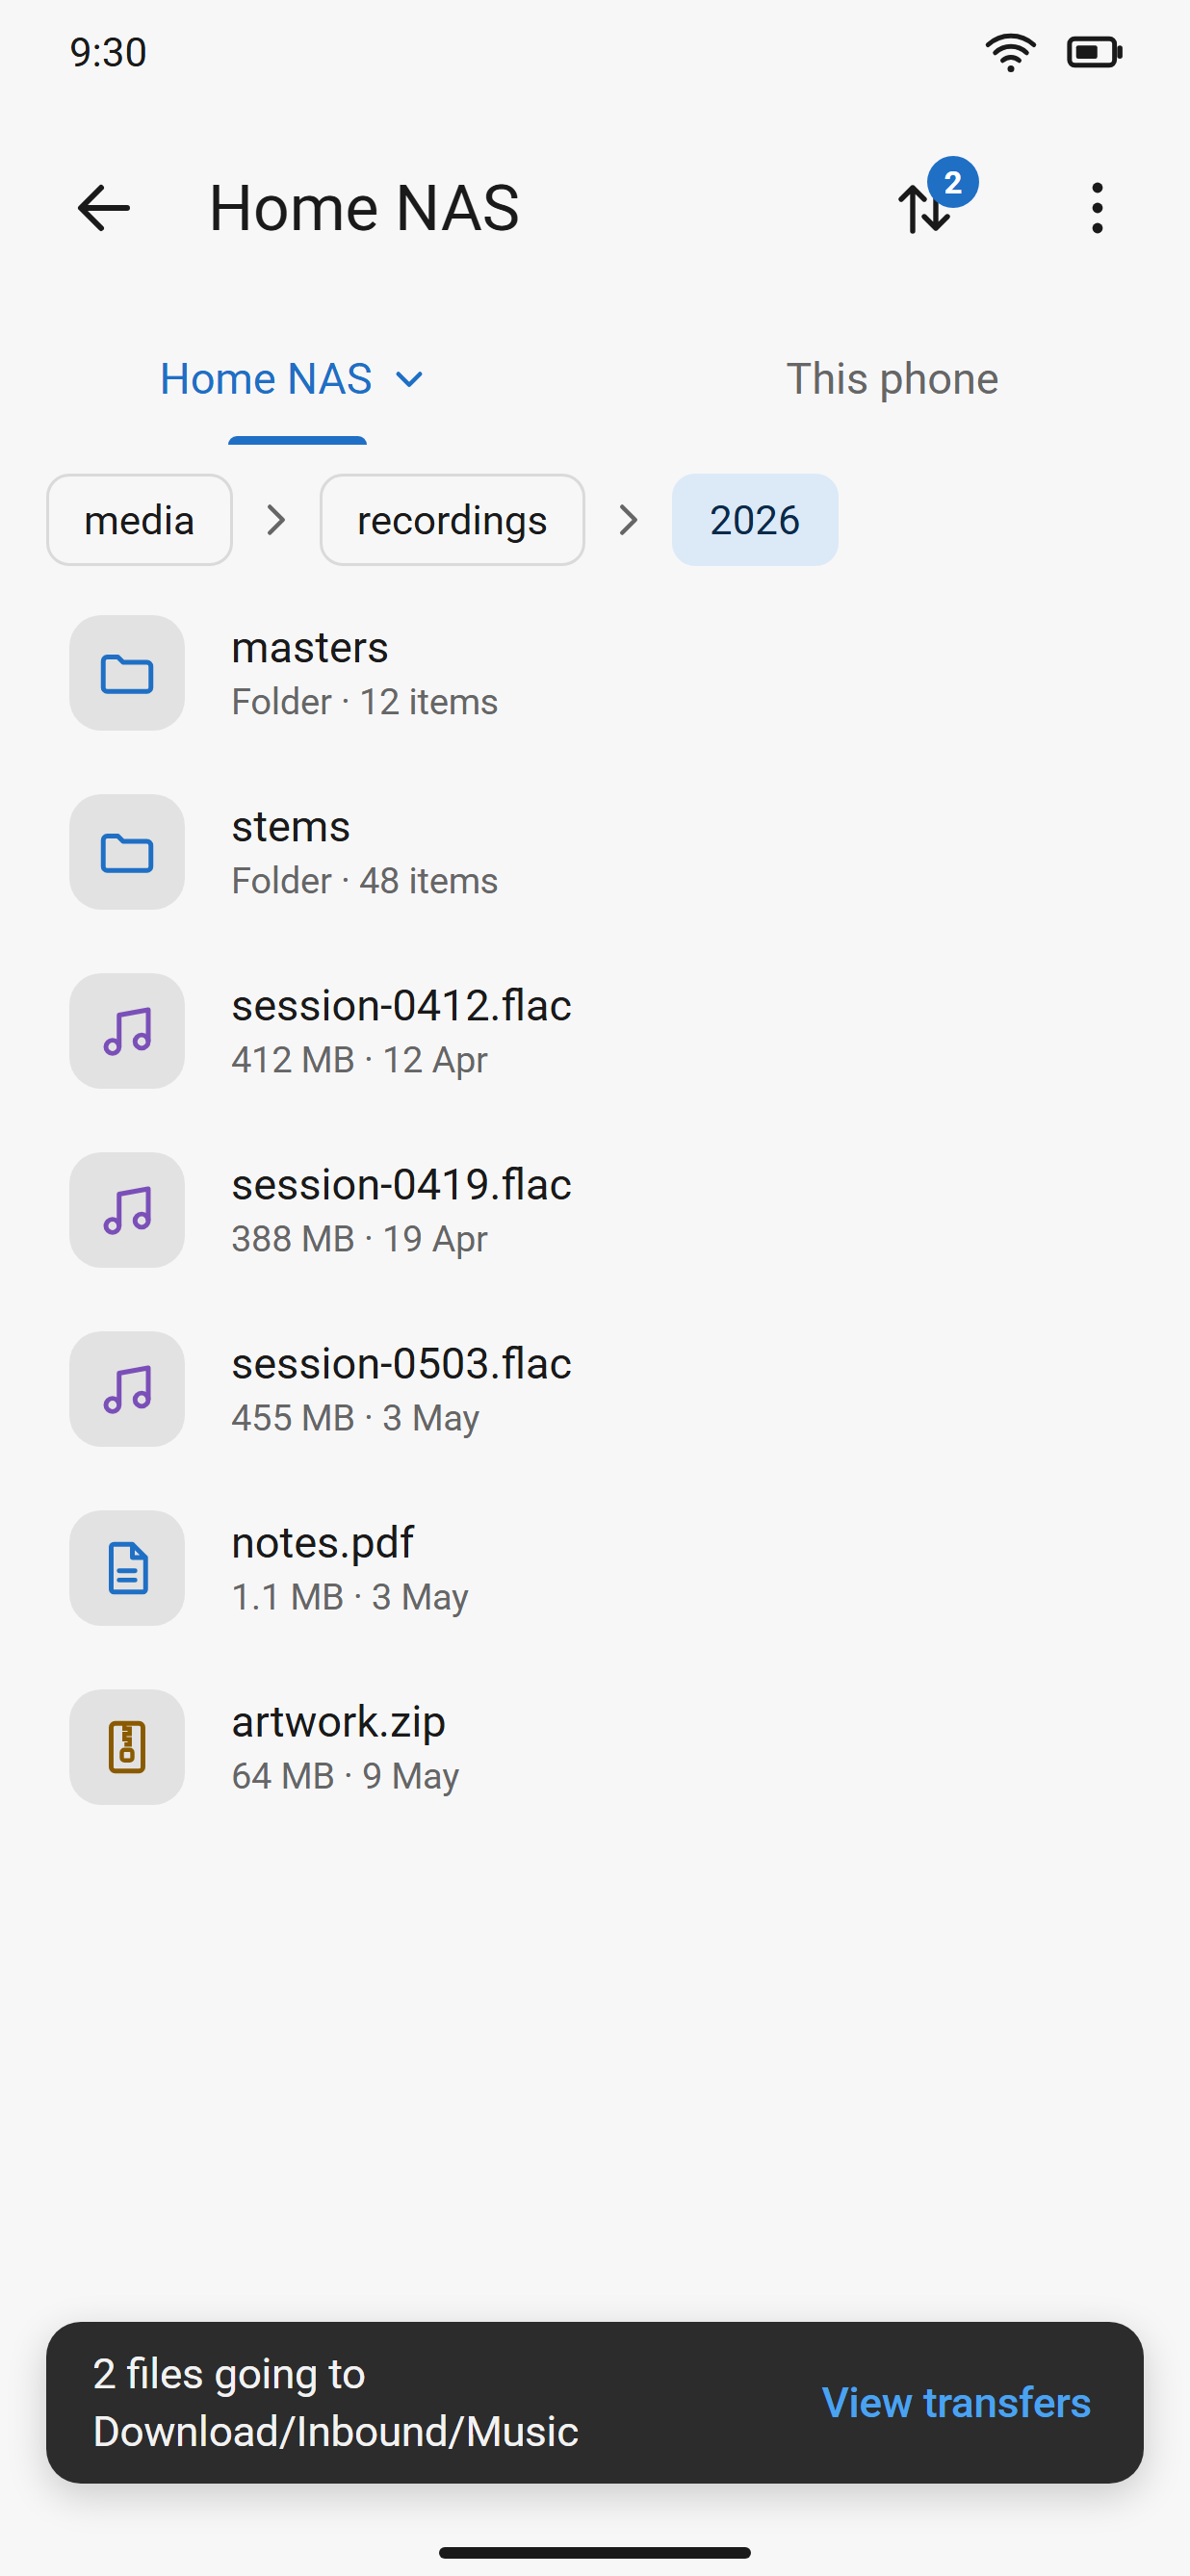 9:30
Home NAS
2
Home NAS
This phone
media
recordings
2026
masters
Folder · 12 items
stems
Folder · 48 items
session-0412.flac
412 MB · 12 Apr
session-0419.flac
388 MB · 19 Apr
session-0503.flac
455 MB · 3 May
notes.pdf
1.1 MB · 3 May
artwork.zip
64 MB · 9 May
2 files going to
Download/Inbound/Music
View transfers